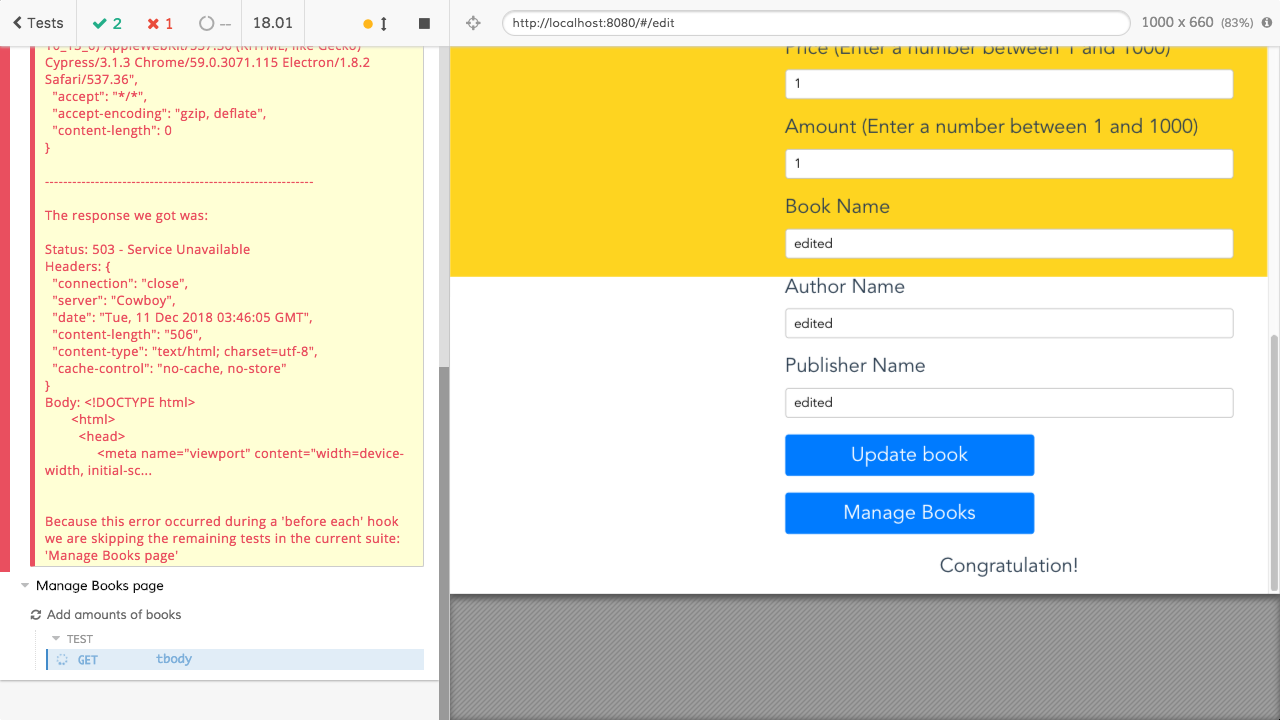 Tests
2
1
--
18.01
http://localhost:8080/#/edit
1000 x 660 (83%)
10_13_6) AppleWebKit/537.36 (KHTML, like Gecko)
Cypress/3.1.3 Chrome/59.0.3071.115 Electron/1.8.2
Safari/537.36",
"accept": "*/*",
"accept-encoding": "gzip, deflate",
"content-length": 0
}
-----------------------------------------------------------
The response we got was:
Status: 503 - Service Unavailable
Headers: {
"connection": "close",
"server": "Cowboy",
"date": "Tue, 11 Dec 2018 03:46:05 GMT",
"content-length": "506",
"content-type": "text/html; charset=utf-8",
"cache-control": "no-cache, no-store"
}
Body: <!DOCTYPE html>
<html>
<head>
<meta name="viewport" content="width=device-
width, initial-sc...
Because this error occurred during a 'before each' hook
we are skipping the remaining tests in the current suite:
'Manage Books page'
Manage Books page
Add amounts of books
TEST
GET tbody
Price (Enter a number between 1 and 1000)
1
Amount (Enter a number between 1 and 1000)
1
Book Name
edited
Author Name
edited
Publisher Name
edited
Update book
Manage Books
Congratulation!